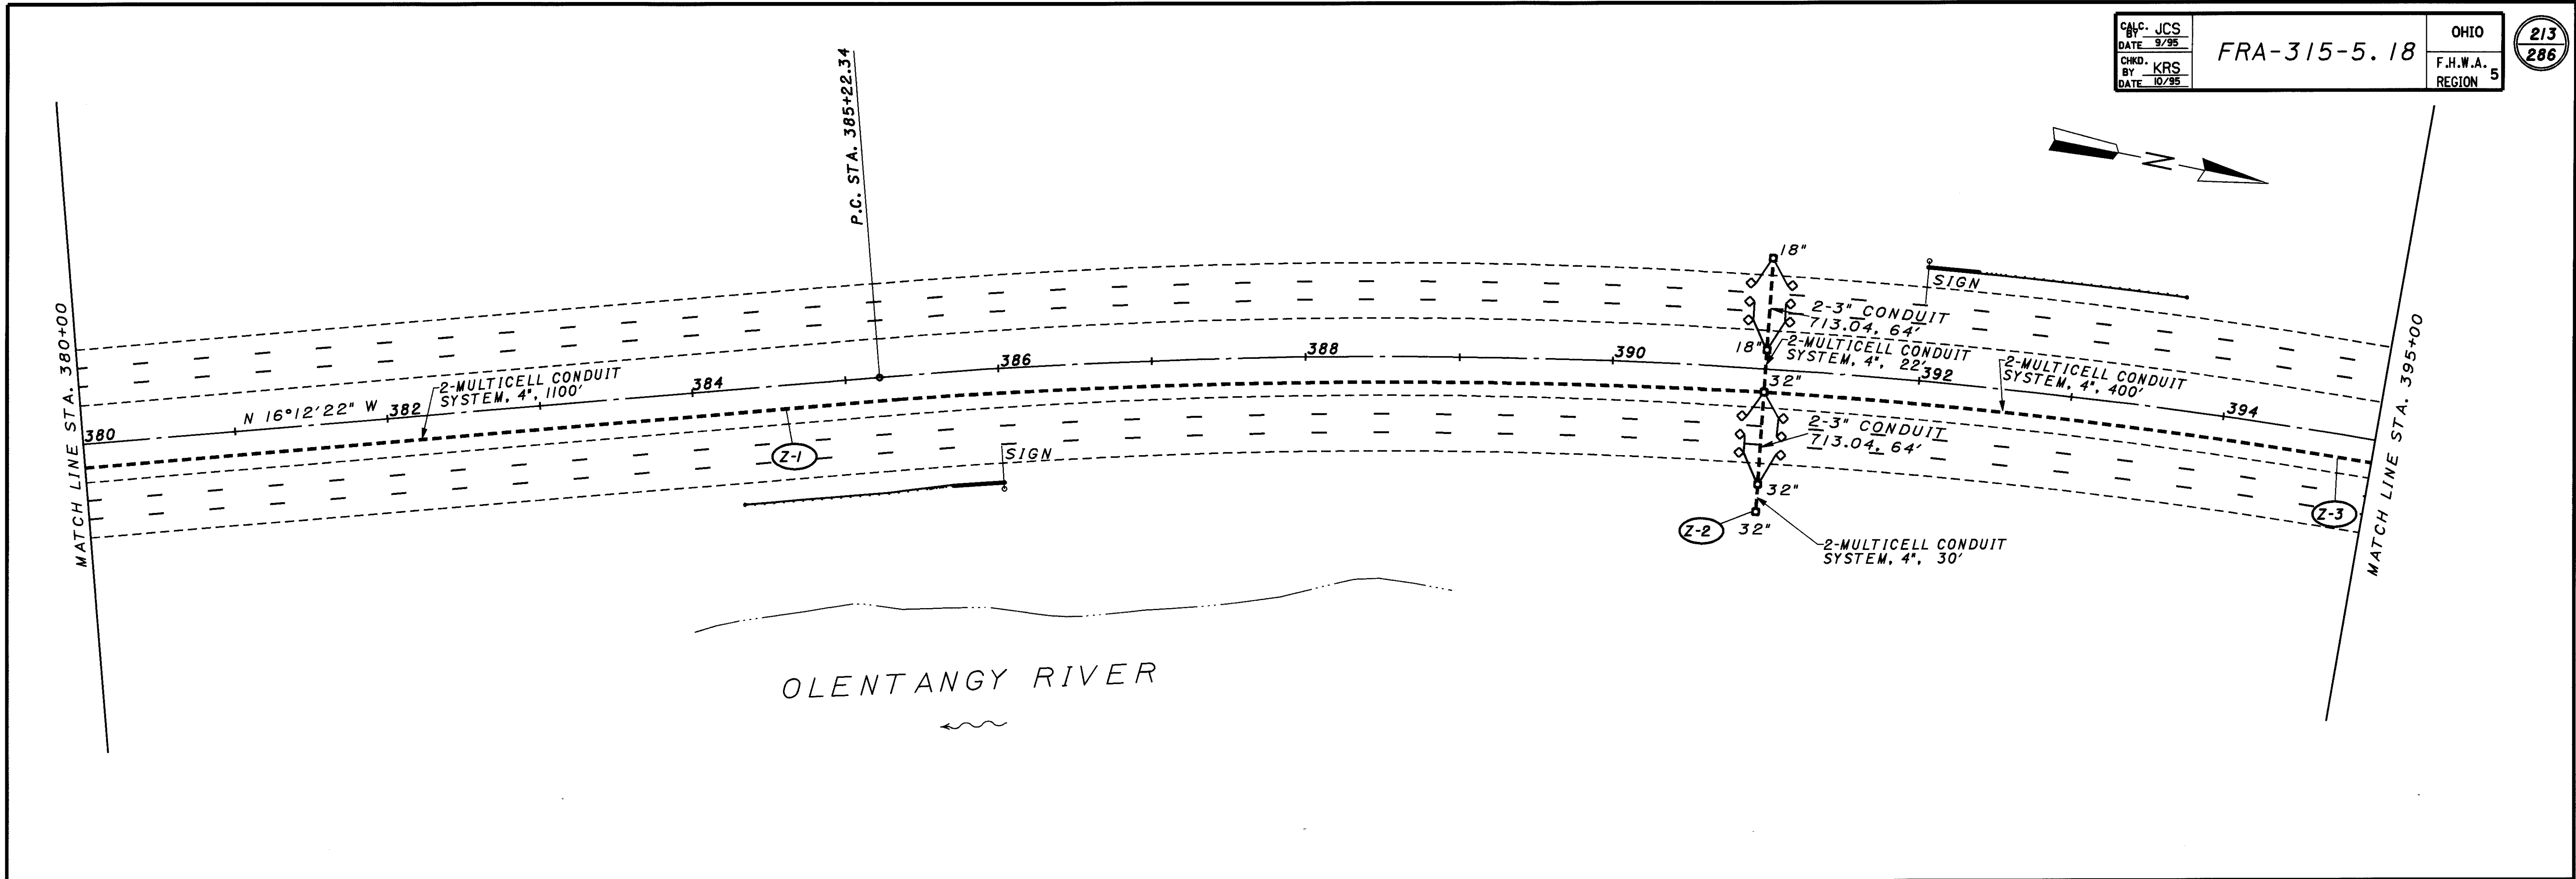 CALC. BY JCS
DATE 9/95
CHKD. BY KRS
DATE 10/95
FRA-315-5.18
OHIO
F.H.W.A. REGION 5
213
286
P.C. STA. 385+22.34
N
MATCH LINE STA. 380+00
MATCH LINE STA. 395+00
18"
SIGN
2-3" CONDUIT
713.04, 64'
18"
2-MULTICELL CONDUIT
SYSTEM, 4", 22'
380
382
384
386
388
390
392
394
N 16°12'22" W
2-MULTICELL CONDUIT
SYSTEM, 4", 1100'
2-MULTICELL CONDUIT
SYSTEM, 4", 400'
32"
2-3" CONDUIT
713.04, 64'
Z-1
SIGN
32"
Z-2
32"
Z-3
2-MULTICELL CONDUIT
SYSTEM, 4", 30'
OLENTANGY RIVER